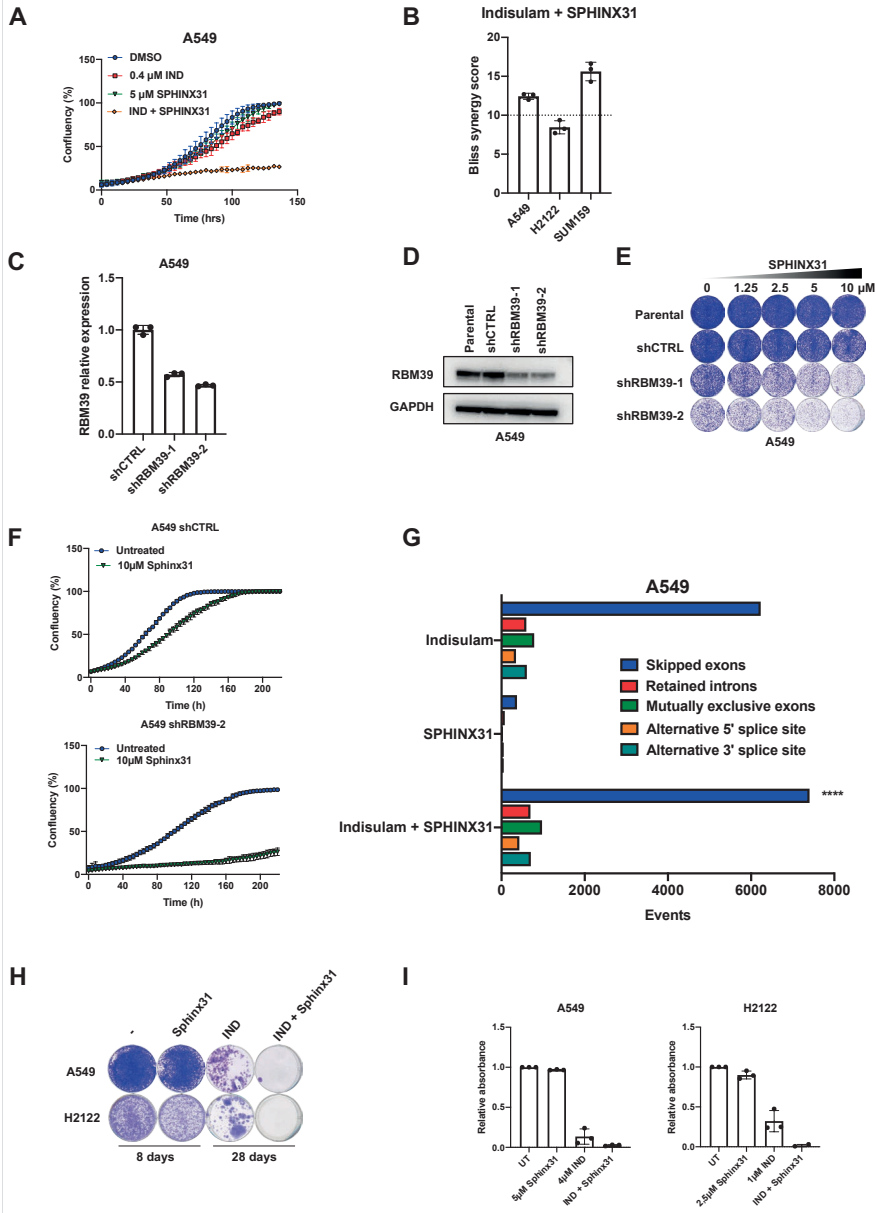 A
A549
DMSO
0.4 µM IND
5 µM SPHINX31
IND + SPHINX31
Confluency (%)
150
100
50
0
0
50
100
150
Time (hrs)
B
Indisulam + SPHINX31
Bliss synergy score
20
15
10
5
0
A549
H2122
SUM159
C
A549
RBM39 relative expression
1.5
1.0
0.5
0.0
shCTRL
shRBM39-1
shRBM39-2
D
Parental
shCTRL
shRBM39-1
shRBM39-2
RBM39
GAPDH
A549
E
SPHINX31
0 1.25 2.5 5 10 µM
Parental
shCTRL
shRBM39-1
shRBM39-2
A549
F
A549 shCTRL
Untreated
10µM Sphinx31
Confluency (%)
150
100
50
0
0 40 80 120 160 200
Time (h)
A549 shRBM39-2
Untreated
10µM Sphinx31
Confluency (%)
150
100
50
0
0 40 80 120 160 200
Time (h)
G
A549
Indisulam
SPHINX31
Indisulam + SPHINX31
Skipped exons
Retained introns
Mutually exclusive exons
Alternative 5' splice site
Alternative 3' splice site
****
0 2000 4000 6000 8000
Events
H
-
Sphinx31
IND
IND + Sphinx31
A549
H2122
8 days
28 days
I
A549
Relative absorbance
1.5
1.0
0.5
0.0
UT
5µM Sphinx31
4µM IND
IND + Sphinx31
H2122
Relative absorbance
1.5
1.0
0.5
0.0
UT
2.5µM Sphinx31
1µM IND
IND + Sphinx31